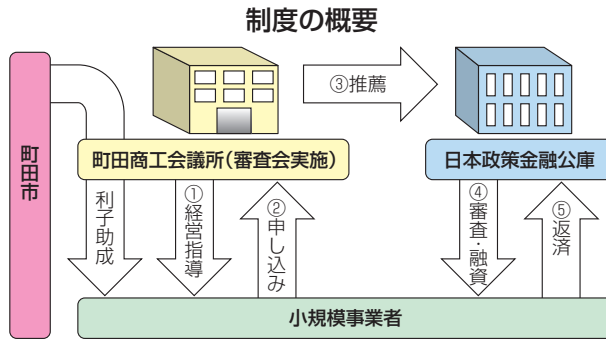 制度の概要
③推薦
町田市
町田商工会議所(審査会実施)
日本政策金融公庫
利子助成
①経営指導
②申し込み
④審査・融資
⑤返済
小規模事業者